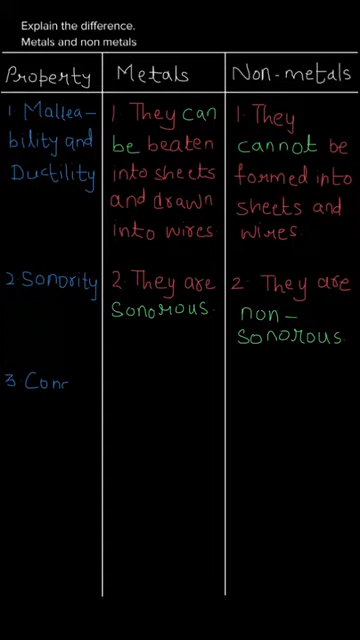 Explain the difference.
Metals and non metals
Property
Metals
Non-metals
1. Mallea-
bility and
Ductility
1. They can
be beaten
into sheets
and drawn
into wires.
1. They
cannot be
formed into
sheets and
wires.
2. Sonority
2. They are
sonorous.
2. They are
non-
sonorous.
3. Conc